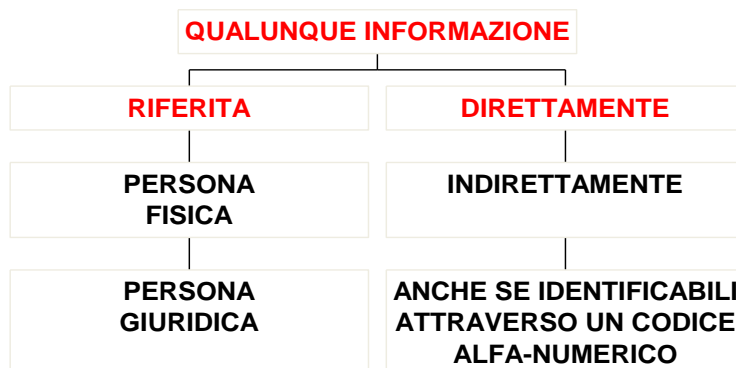 QUALUNQUE INFORMAZIONE
RIFERITA
DIRETTAMENTE
PERSONA
FISICA
INDIRETTAMENTE
PERSONA
GIURIDICA
ANCHE SE IDENTIFICABILI
ATTRAVERSO UN CODICE
ALFA-NUMERICO